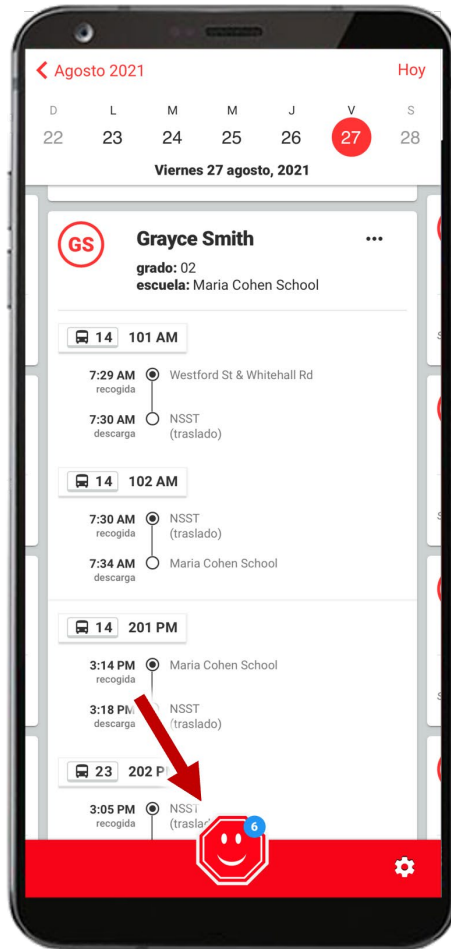 Agosto 2021 Hoy
D L M M J V S
22 23 24 25 26 27 28
Viernes 27 agosto, 2021
GS
Grayce Smith
grado: 02
escuela: Maria Cohen School
14 101 AM
7:29 AM Westford St & Whitehall Rd
recogida
7:30 AM NSST
descarga (traslado)
14 102 AM
7:30 AM NSST
recogida (traslado)
7:34 AM Maria Cohen School
descarga
14 201 PM
3:14 PM Maria Cohen School
recogida
3:18 PM NSST
descarga (traslado)
23 202
3:05 PM NSST
recogida
6